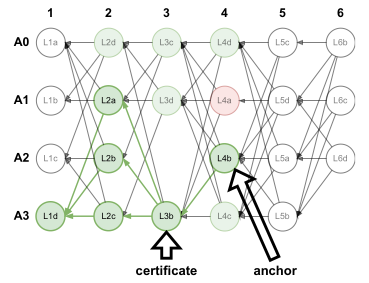 1 2 3 4 5 6
A0 L1a L2d L3c L4d L5c L6b
A1 L1b L2a L3d L4a L5d L6c
A2 L1c L2b L4b L5a L6d
A3 L1d L2c L3b L4c L5b
certificate anchor